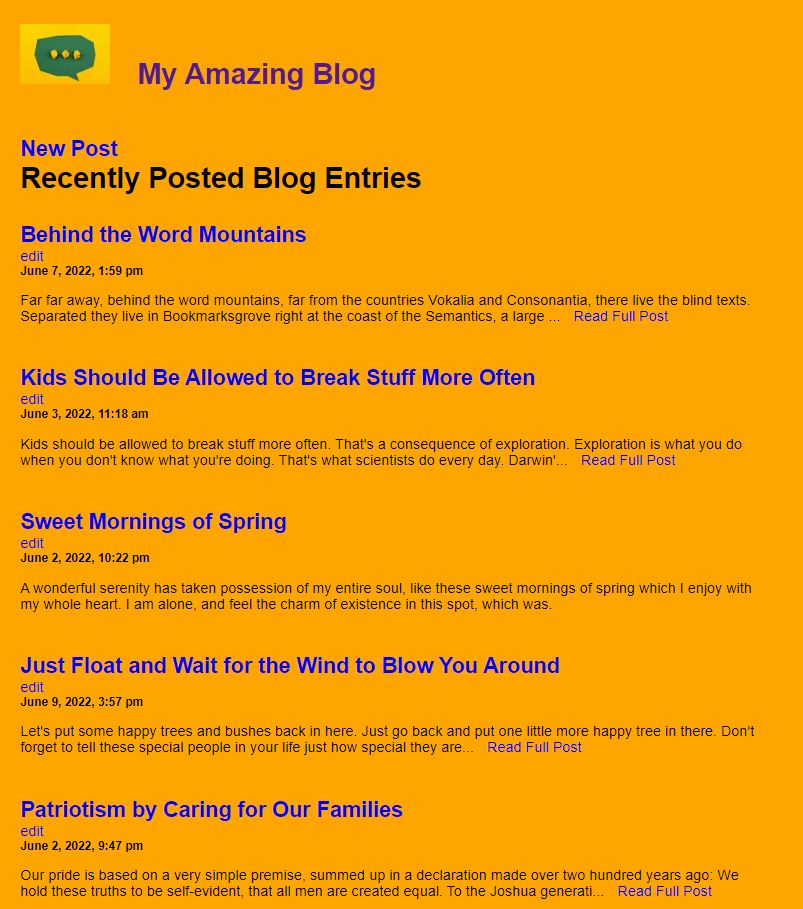 My Amazing Blog
New Post
Recently Posted Blog Entries
Behind the Word Mountains
edit
June 7, 2022, 1:59 pm
Far far away, behind the word mountains, far from the countries Vokalia and Consonantia, there live the blind texts.
Separated they live in Bookmarksgrove right at the coast of the Semantics, a large ... Read Full Post
Kids Should Be Allowed to Break Stuff More Often
edit
June 3, 2022, 11:18 am
Kids should be allowed to break stuff more often. That's a consequence of exploration. Exploration is what you do
when you don't know what you're doing. That's what scientists do every day. Darwin'... Read Full Post
Sweet Mornings of Spring
edit
June 2, 2022, 10:22 pm
A wonderful serenity has taken possession of my entire soul, like these sweet mornings of spring which I enjoy with
my whole heart. I am alone, and feel the charm of existence in this spot, which was.
Just Float and Wait for the Wind to Blow You Around
edit
June 9, 2022, 3:57 pm
Let's put some happy trees and bushes back in here. Just go back and put one little more happy tree in there. Don't
forget to tell these special people in your life just how special they are... Read Full Post
Patriotism by Caring for Our Families
edit
June 2, 2022, 9:47 pm
Our pride is based on a very simple premise, summed up in a declaration made over two hundred years ago: We
hold these truths to be self-evident, that all men are created equal. To the Joshua generati... Read Full Post